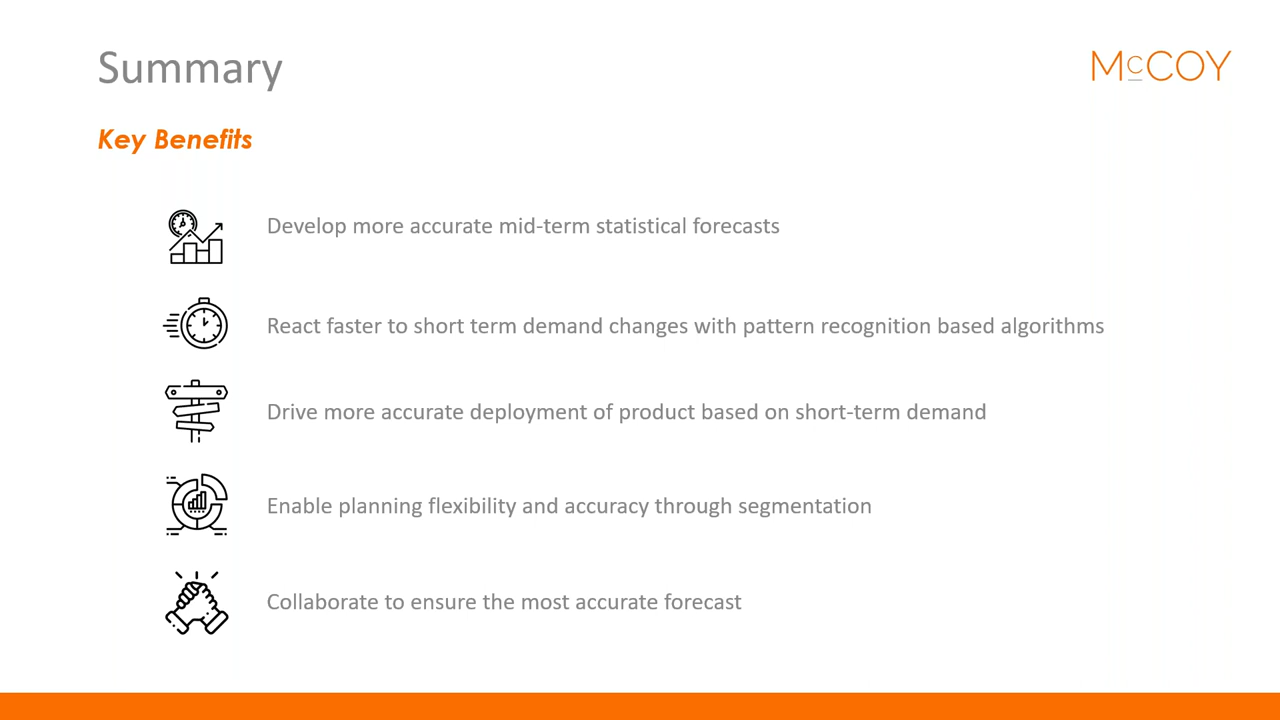 Summary
McCOY
Key Benefits
Develop more accurate mid-term statistical forecasts
React faster to short term demand changes with pattern recognition based algorithms
Drive more accurate deployment of product based on short-term demand
Enable planning flexibility and accuracy through segmentation
Collaborate to ensure the most accurate forecast